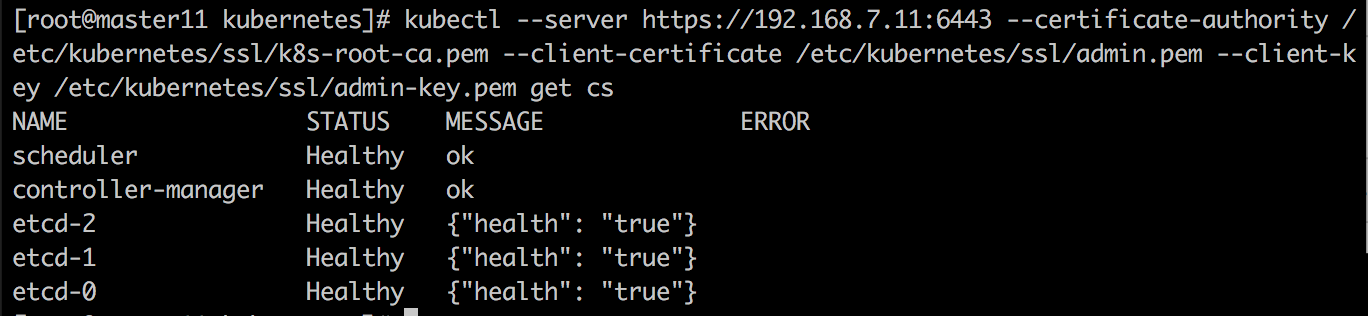 [root@master11 kubernetes]# kubectl --server https://192.168.7.11:6443 --certificate-authority /
etc/kubernetes/ssl/k8s-root-ca.pem --client-certificate /etc/kubernetes/ssl/admin.pem --client-k
ey /etc/kubernetes/ssl/admin-key.pem get cs
NAME STATUS MESSAGE ERROR
scheduler Healthy ok
controller-manager Healthy ok
etcd-2 Healthy {"health": "true"}
etcd-1 Healthy {"health": "true"}
etcd-0 Healthy {"health": "true"}